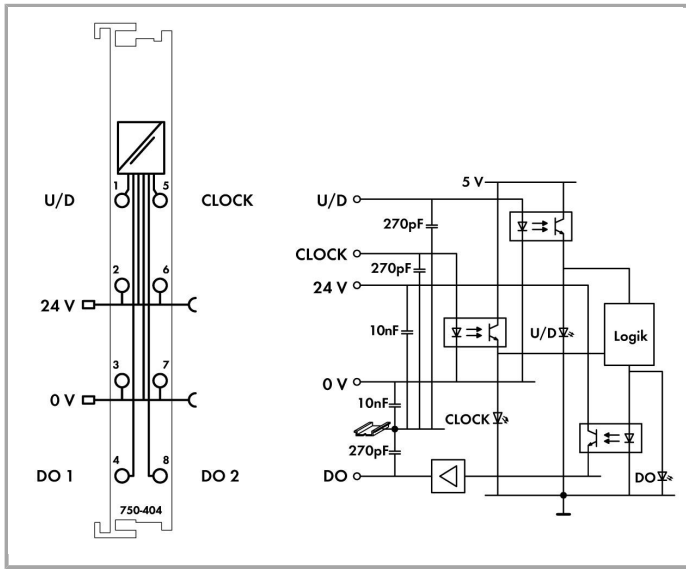 1 5
U/D CLOCK
2 6
24 V
3 7
0 V
4 8
DO 1 DO 2
750-404
5 V
U/D
270pF
CLOCK
270pF
24 V
10nF
U/D
Logik
0 V
10nF
CLOCK
270pF
DO
DO